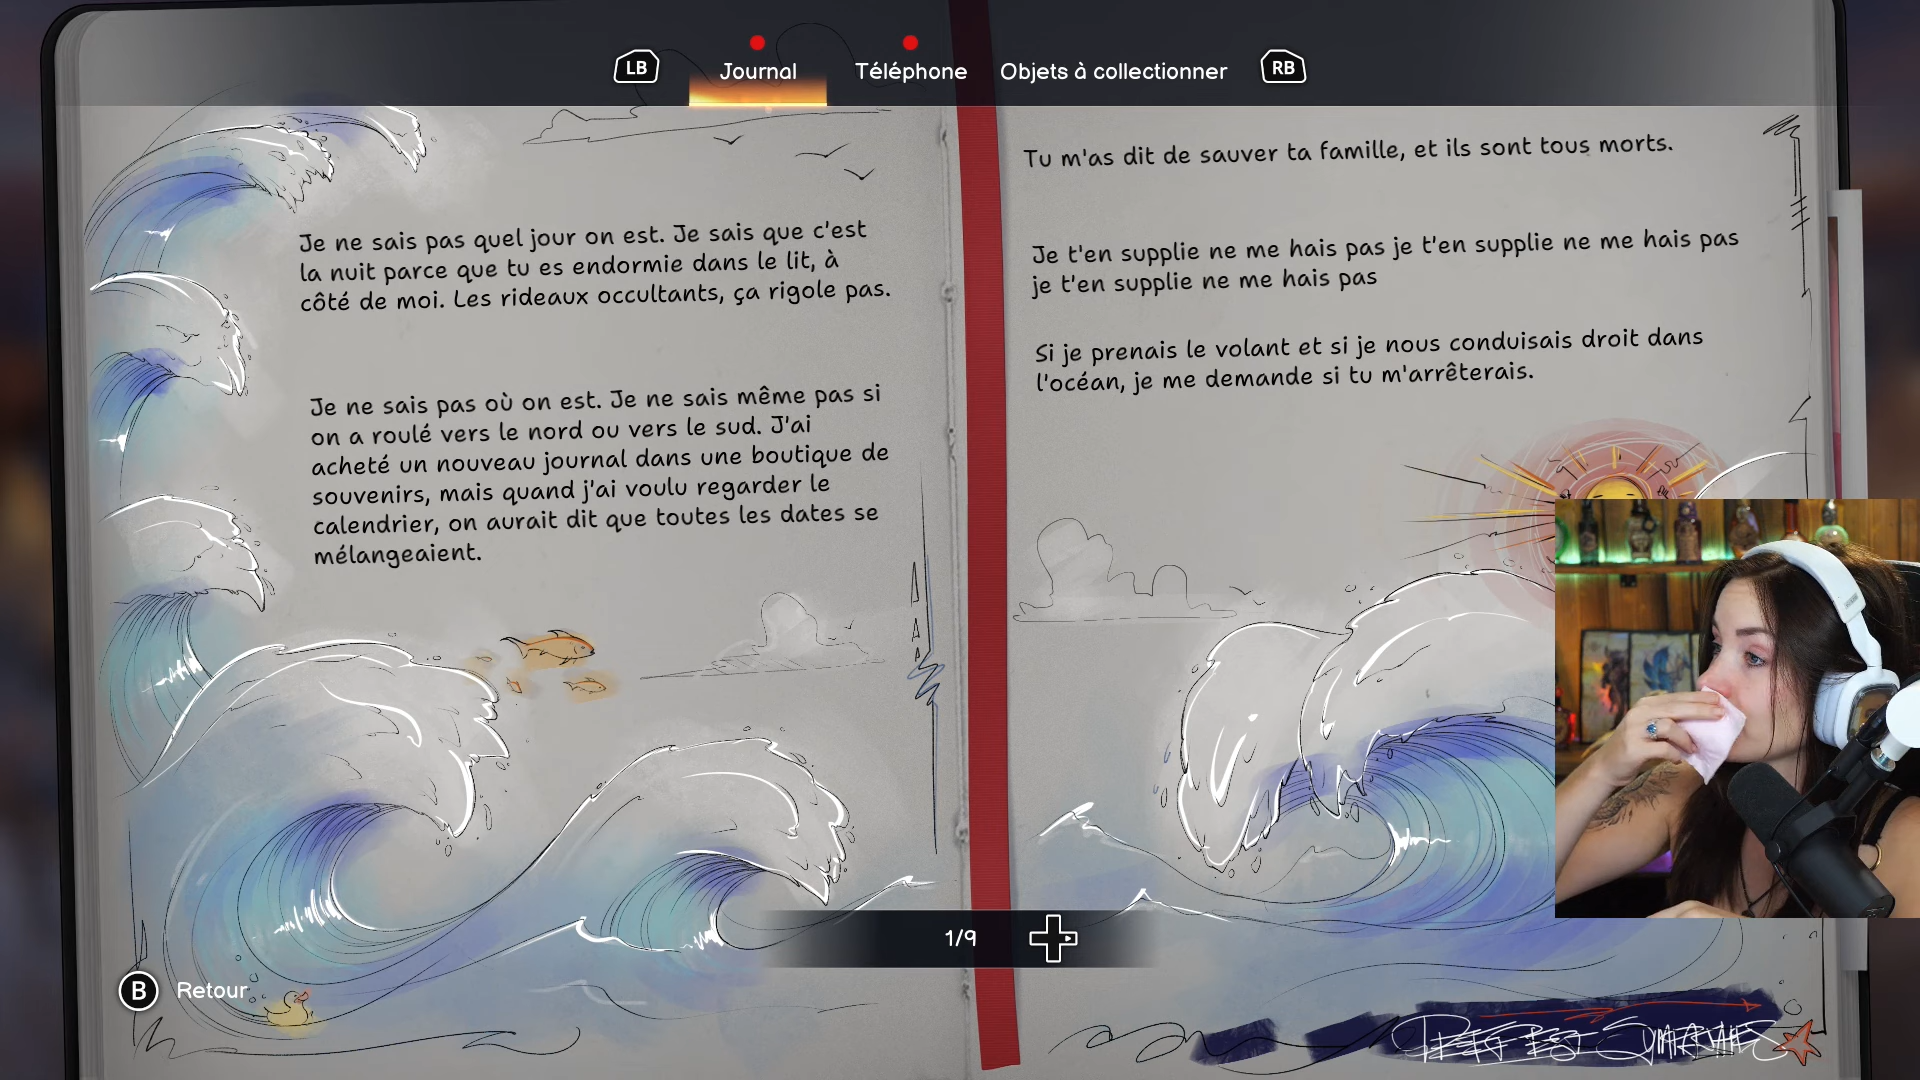 LB
Journal
Téléphone
Objets à collectionner
RB
Je ne sais pas quel jour on est. Je sais que c'est
la nuit parce que tu es endormie dans le lit, à
côté de moi. Les rideaux occultants, ça rigole pas.
Je ne sais pas où on est. Je ne sais même pas si
on a roulé vers le nord ou vers le sud. J'ai
acheté un nouveau journal dans une boutique de
souvenirs, mais quand j'ai voulu regarder le
calendrier, on aurait dit que toutes les dates se
mélangeaient.
Tu m'as dit de sauver ta famille, et ils sont tous morts.
Je t'en supplie ne me hais pas je t'en supplie ne me hais pas
je t'en supplie ne me hais pas
Si je prenais le volant et si je nous conduisais droit dans
l'océan, je me demande si tu m'arrêterais.
1/9
B Retour